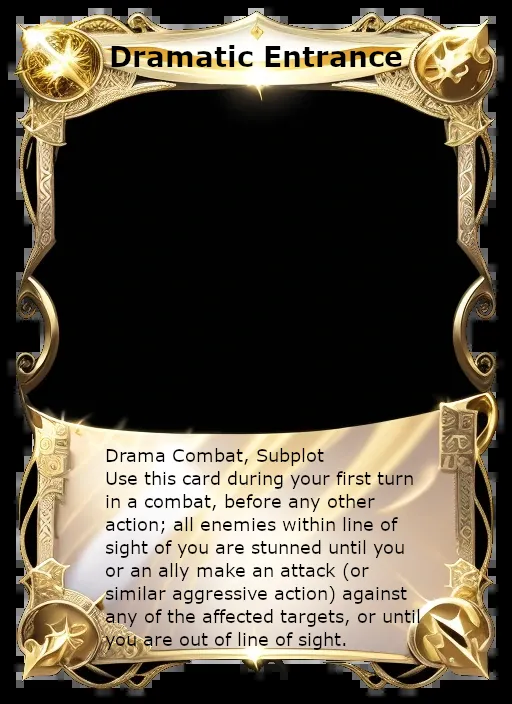 Dramatic Entrance
Drama Combat, Subplot
Use this card during your first turn
in a combat, before any other
action; all enemies within line of
sight of you are stunned until you
or an ally make an attack (or
similar aggressive action) against
any of the affected targets, or until
you are out of line of sight.